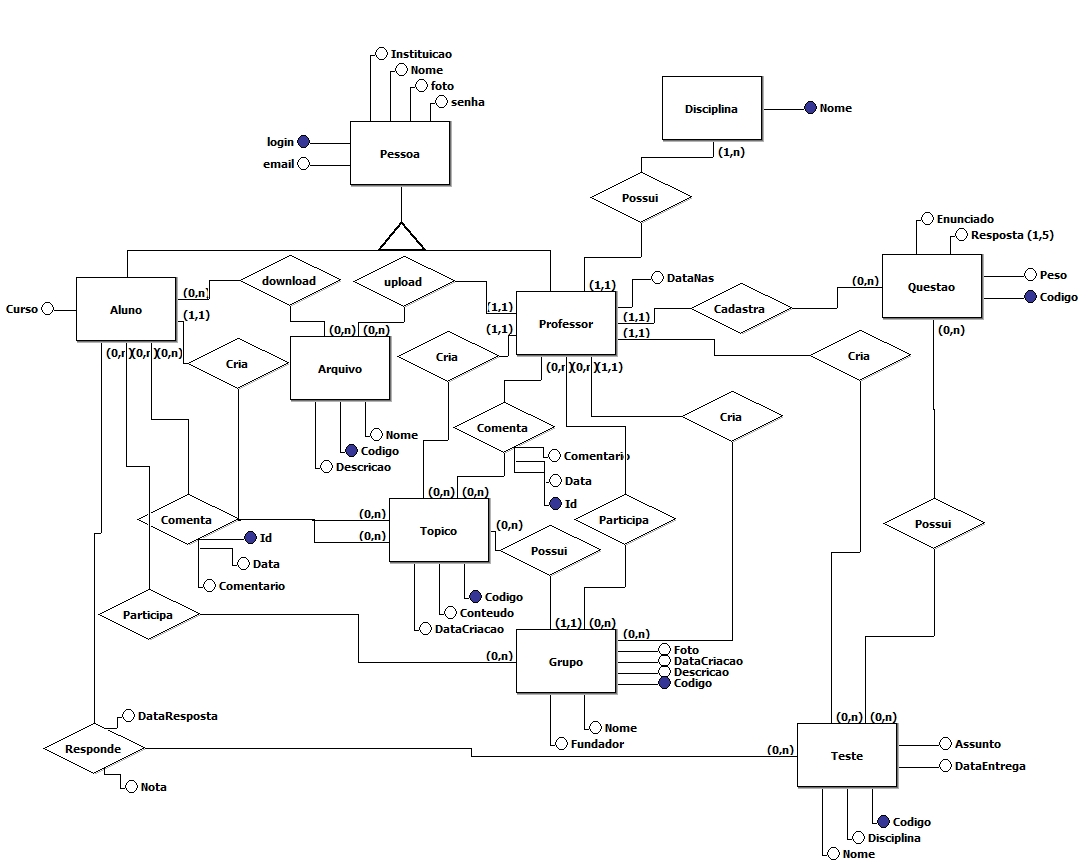 Instituicao
Nome
foto
senha
login
email
Pessoa
Disciplina
Nome
(1,n)
Possui
Enunciado
Resposta (1,5)
Peso
Codigo
Questao
(0,n)
(0,n)
Curso
Aluno
(0,n)
(1,1)
(0,n)
(0,n)
(0,n)
download
upload
(1,1)
(1,1)
(1,1)
DataNas
Professor
(1,1)
(1,1)
Cadastra
(0,n)
(0,n)
(1,1)
Cria
(0,n)
(0,n)
Arquivo
Nome
Codigo
Descricao
Cria
Cria
Cria
Comenta
Comentario
Data
Id
(0,n)
(0,n)
Comenta
Id
Data
Comentario
(0,n)
(0,n)
Topico
(0,n)
Codigo
Conteudo
DataCriacao
Possui
Participa
Possui
Participa
(1,1)
(0,n)
(0,n)
(0,n)
Grupo
Foto
DataCriacao
Descricao
Codigo
Nome
Fundador
DataResposta
Responde
Nota
(0,n)
(0,n)
(0,n)
Teste
Assunto
DataEntrega
Codigo
Disciplina
Nome